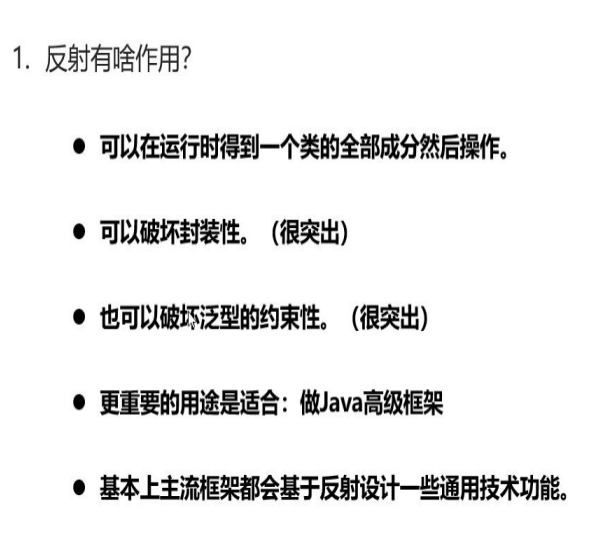 1. 反射有啥作用?
● 可以在运行时得到一个类的全部成分然后操作。
● 可以破坏封装性。（很突出）
● 也可以破坏泛型的约束性。（很突出）
● 更重要的用途是适合：做Java高级框架
● 基本上主流框架都会基于反射设计一些通用技术功能。